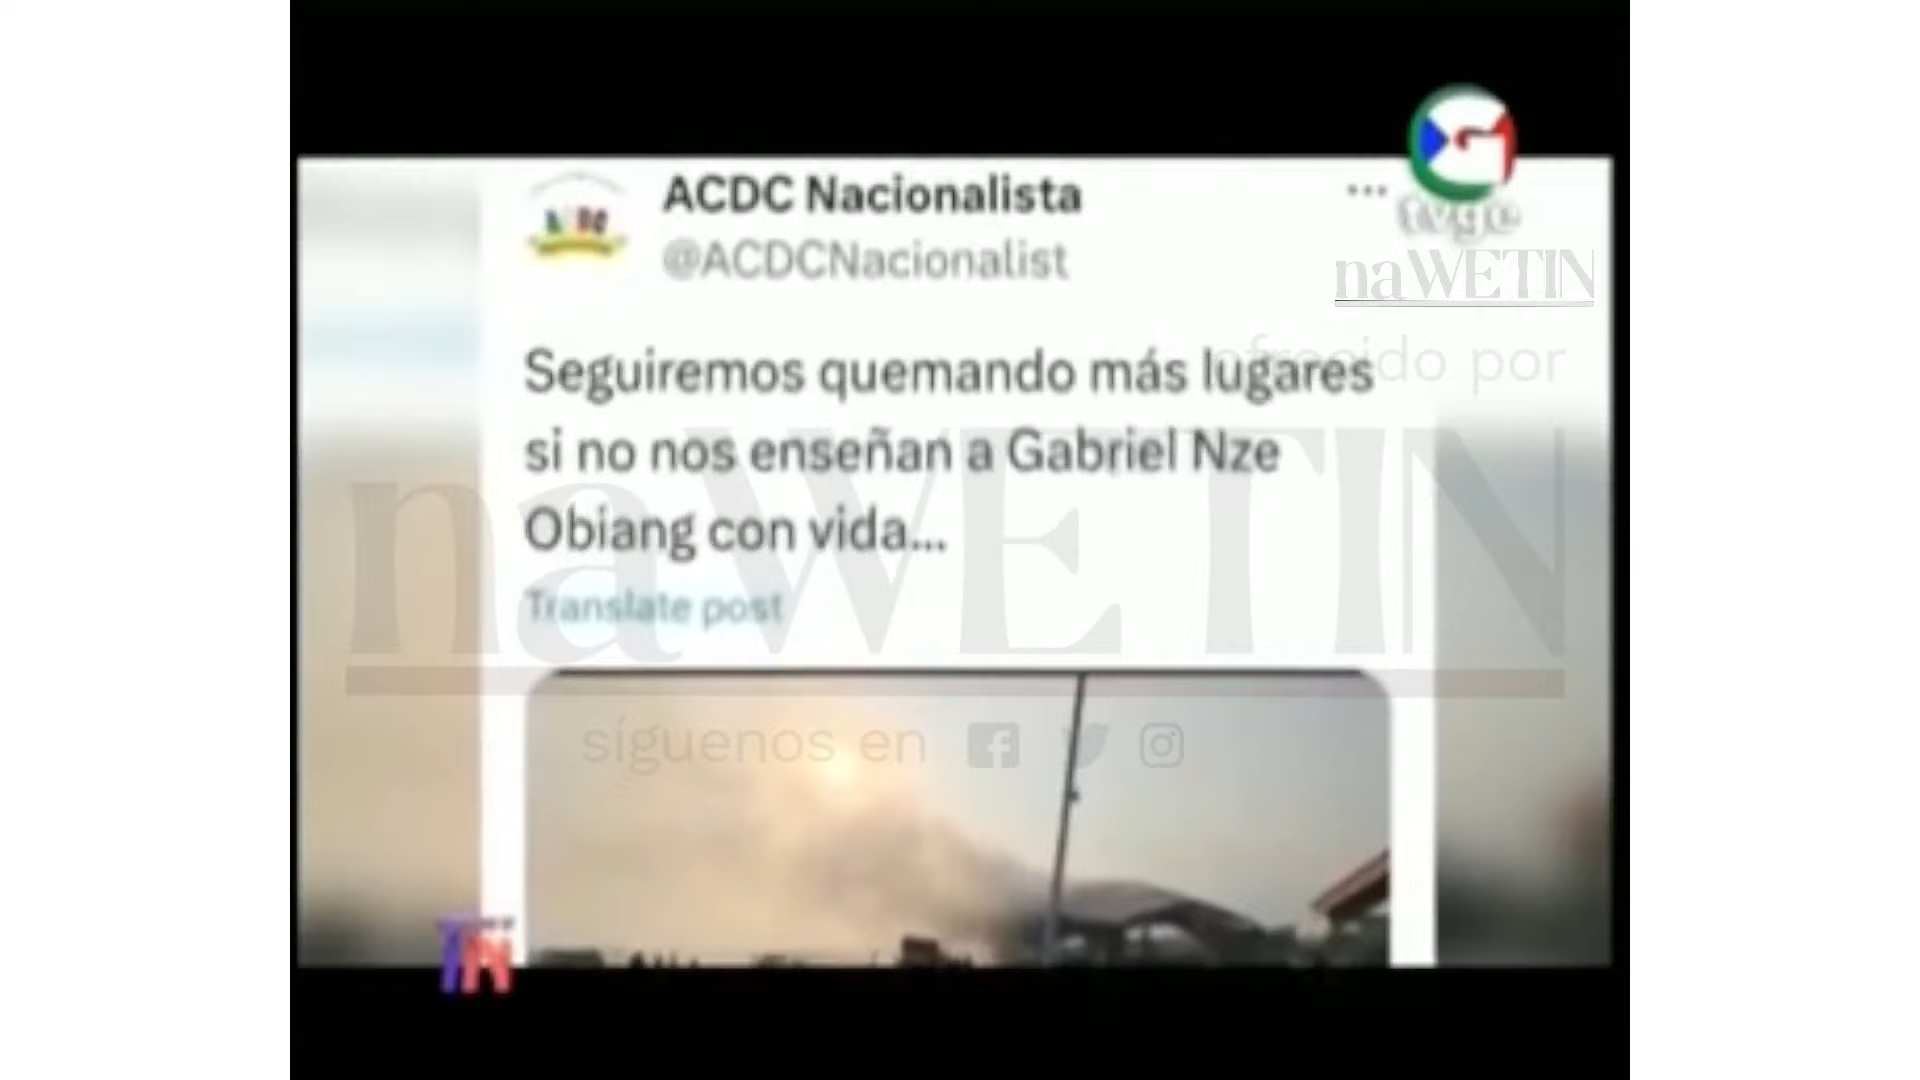 ACDC Nacionalista
@ACDCNacionalist
tvge
naWETIN
ofrecido por
Seguiremos quemando más lugares
si no nos enseñan a Gabriel Nze
Obiang con vida...
Translate post
naWETIN
síguenos en